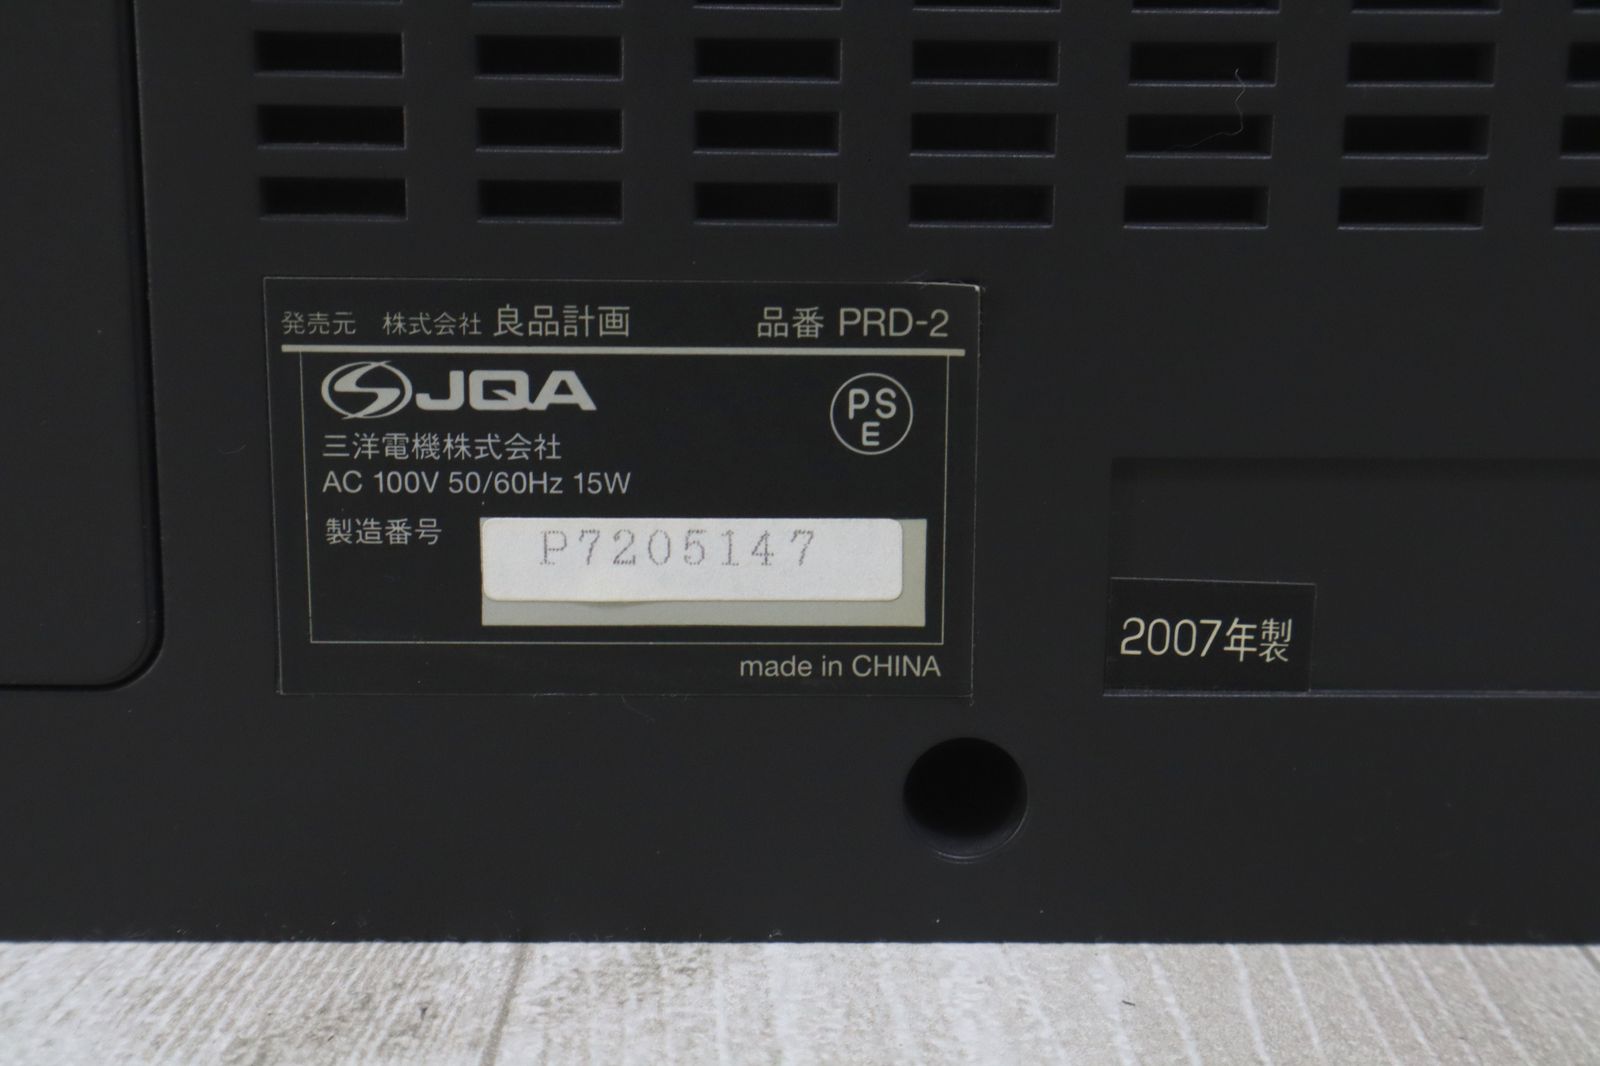 発売元 株式会社 良品計画 品番 PRD-2
JQA
PS
E
三洋電機株式会社
AC 100V 50/60Hz 15W
製造番号 P7205147
made in CHINA
2007年製